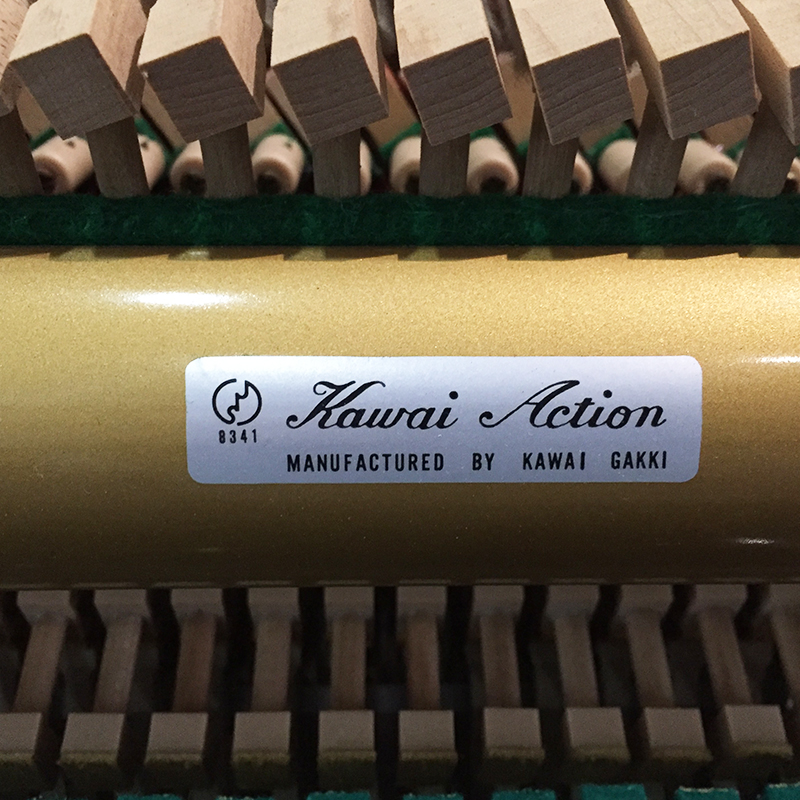 Kawai Action
8341
MANUFACTURED BY KAWAI GAKKI